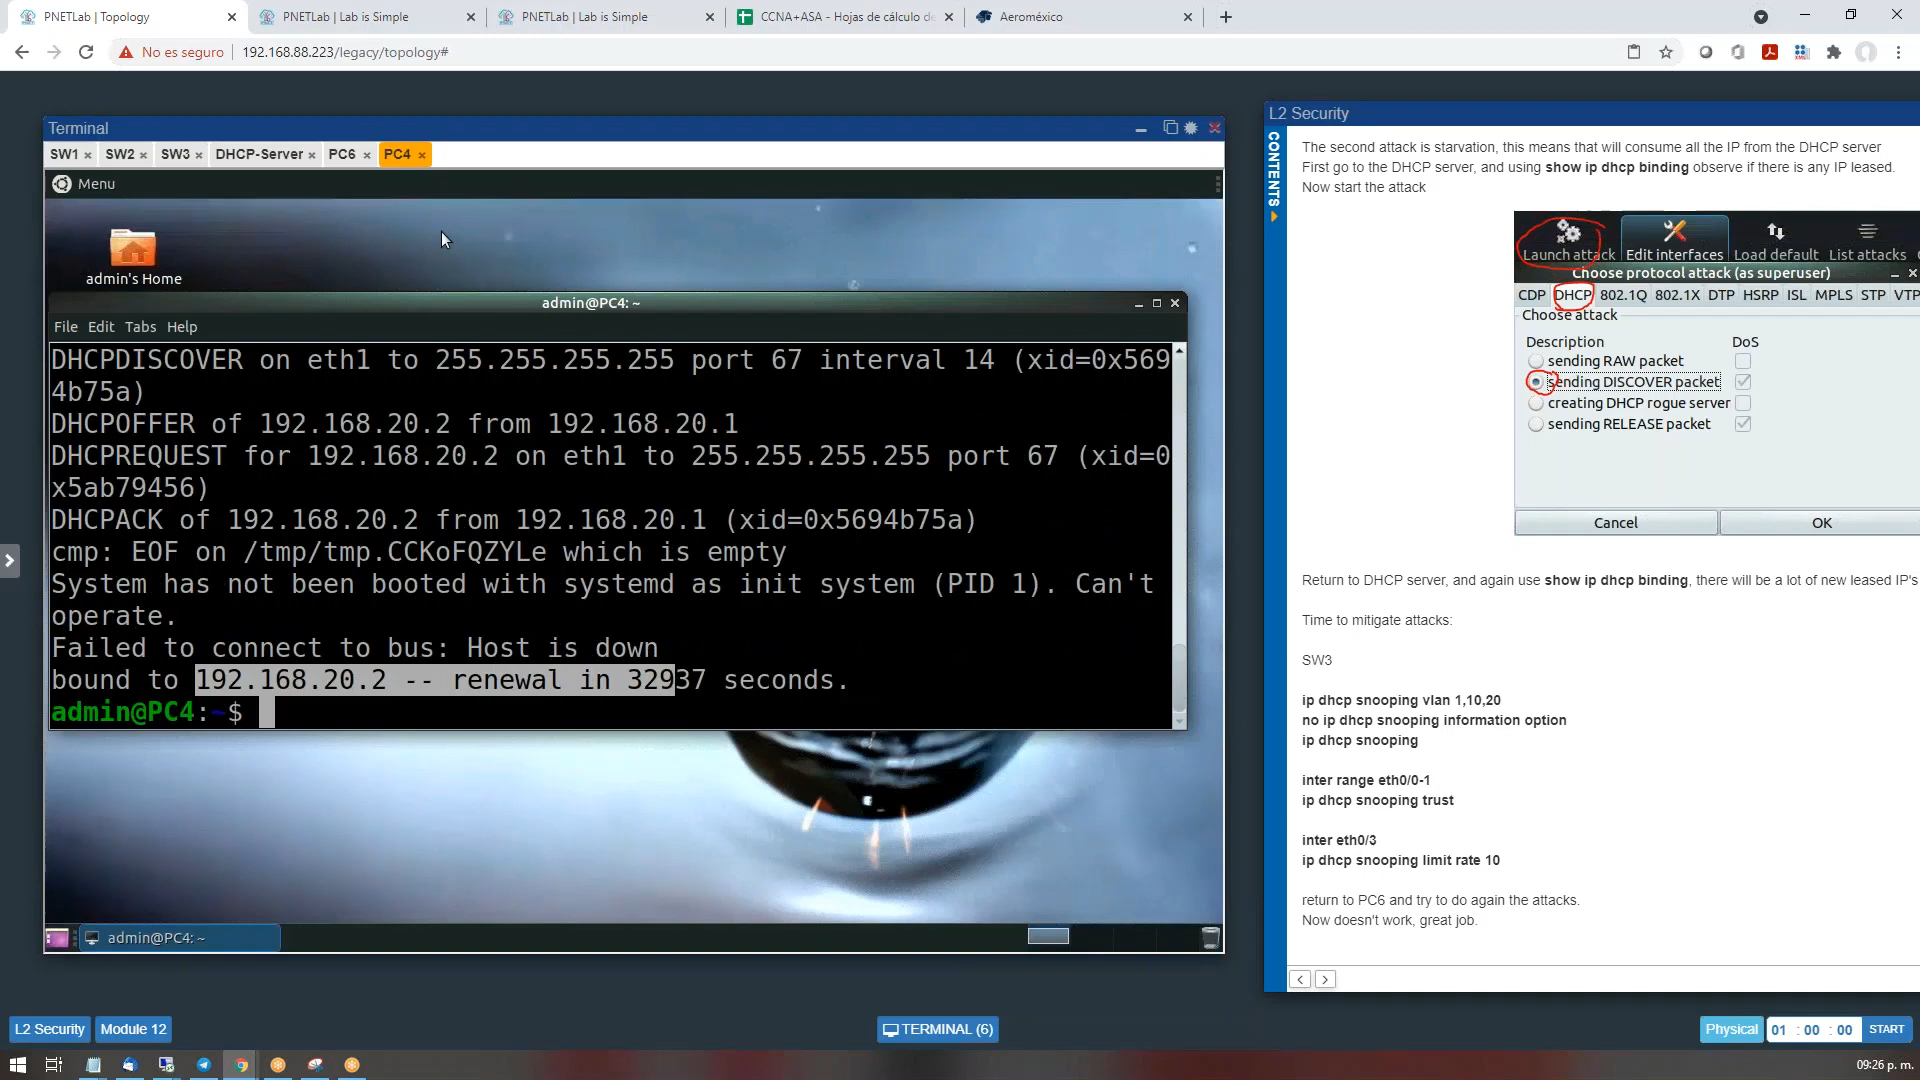 PNETLab | Topology
PNETLab | Lab is Simple
PNETLab | Lab is Simple
CCNA+ASA - Hojas de cálculo de
Aeroméxico
No es seguro
192.168.88.223/legacy/topology#
Terminal
SW1 SW2 SW3 DHCP-Server PC6 PC4
Menu
admin's Home
admin@PC4: ~
File Edit Tabs Help
DHCPDISCOVER on eth1 to 255.255.255.255 port 67 interval 14 (xid=0x569
4b75a)
DHCPOFFER of 192.168.20.2 from 192.168.20.1
DHCPREQUEST for 192.168.20.2 on eth1 to 255.255.255.255 port 67 (xid=0
x5ab79456)
DHCPACK of 192.168.20.2 from 192.168.20.1 (xid=0x5694b75a)
cmp: EOF on /tmp/tmp.CCKoFQZYLe which is empty
System has not been booted with systemd as init system (PID 1). Can't
operate.
Failed to connect to bus: Host is down
bound to 192.168.20.2 -- renewal in 32937 seconds.
admin@PC4:~$
admin@PC4: ~
L2 Security
CONTENTS
The second attack is starvation, this means that will consume all the IP from the DHCP server
First go to the DHCP server, and using show ip dhcp binding observe if there is any IP leased.
Now start the attack
Launch attack Edit interfaces Load default List attacks
Choose protocol attack (as superuser)
CDP DHCP 802.1Q 802.1X DTP HSRP ISL MPLS STP VTP
Choose attack
Description DoS
sending RAW packet
sending DISCOVER packet
creating DHCP rogue server
sending RELEASE packet
Cancel OK
Return to DHCP server, and again use show ip dhcp binding, there will be a lot of new leased IP's
Time to mitigate attacks:
SW3
ip dhcp snooping vlan 1,10,20
no ip dhcp snooping information option
ip dhcp snooping
inter range eth0/0-1
ip dhcp snooping trust
inter eth0/3
ip dhcp snooping limit rate 10
return to PC6 and try to do again the attacks.
Now doesn't work, great job.
L2 Security Module 12
TERMINAL (6)
Physical 01 : 00 : 00 START
09:26 p. m.